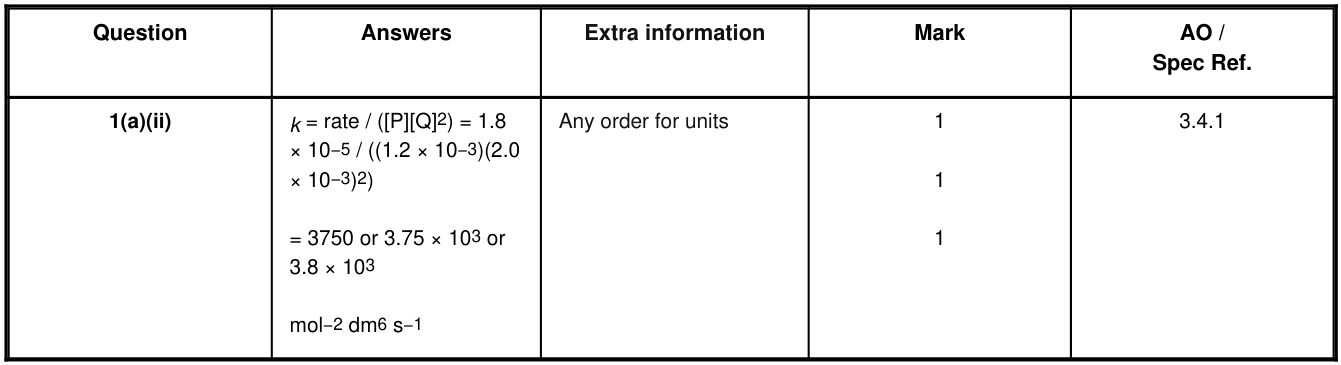 Question Answers Extra information Mark AO /
Spec Ref.
1(a)(ii) k = rate / ([P][Q]2) = 1.8 Any order for units 1 3.4.1
× 10−5 / ((1.2 × 10−3)(2.0
× 10−3)2) 1
= 3750 or 3.75 × 103 or 1
3.8 × 103
mol−2 dm6 s−1